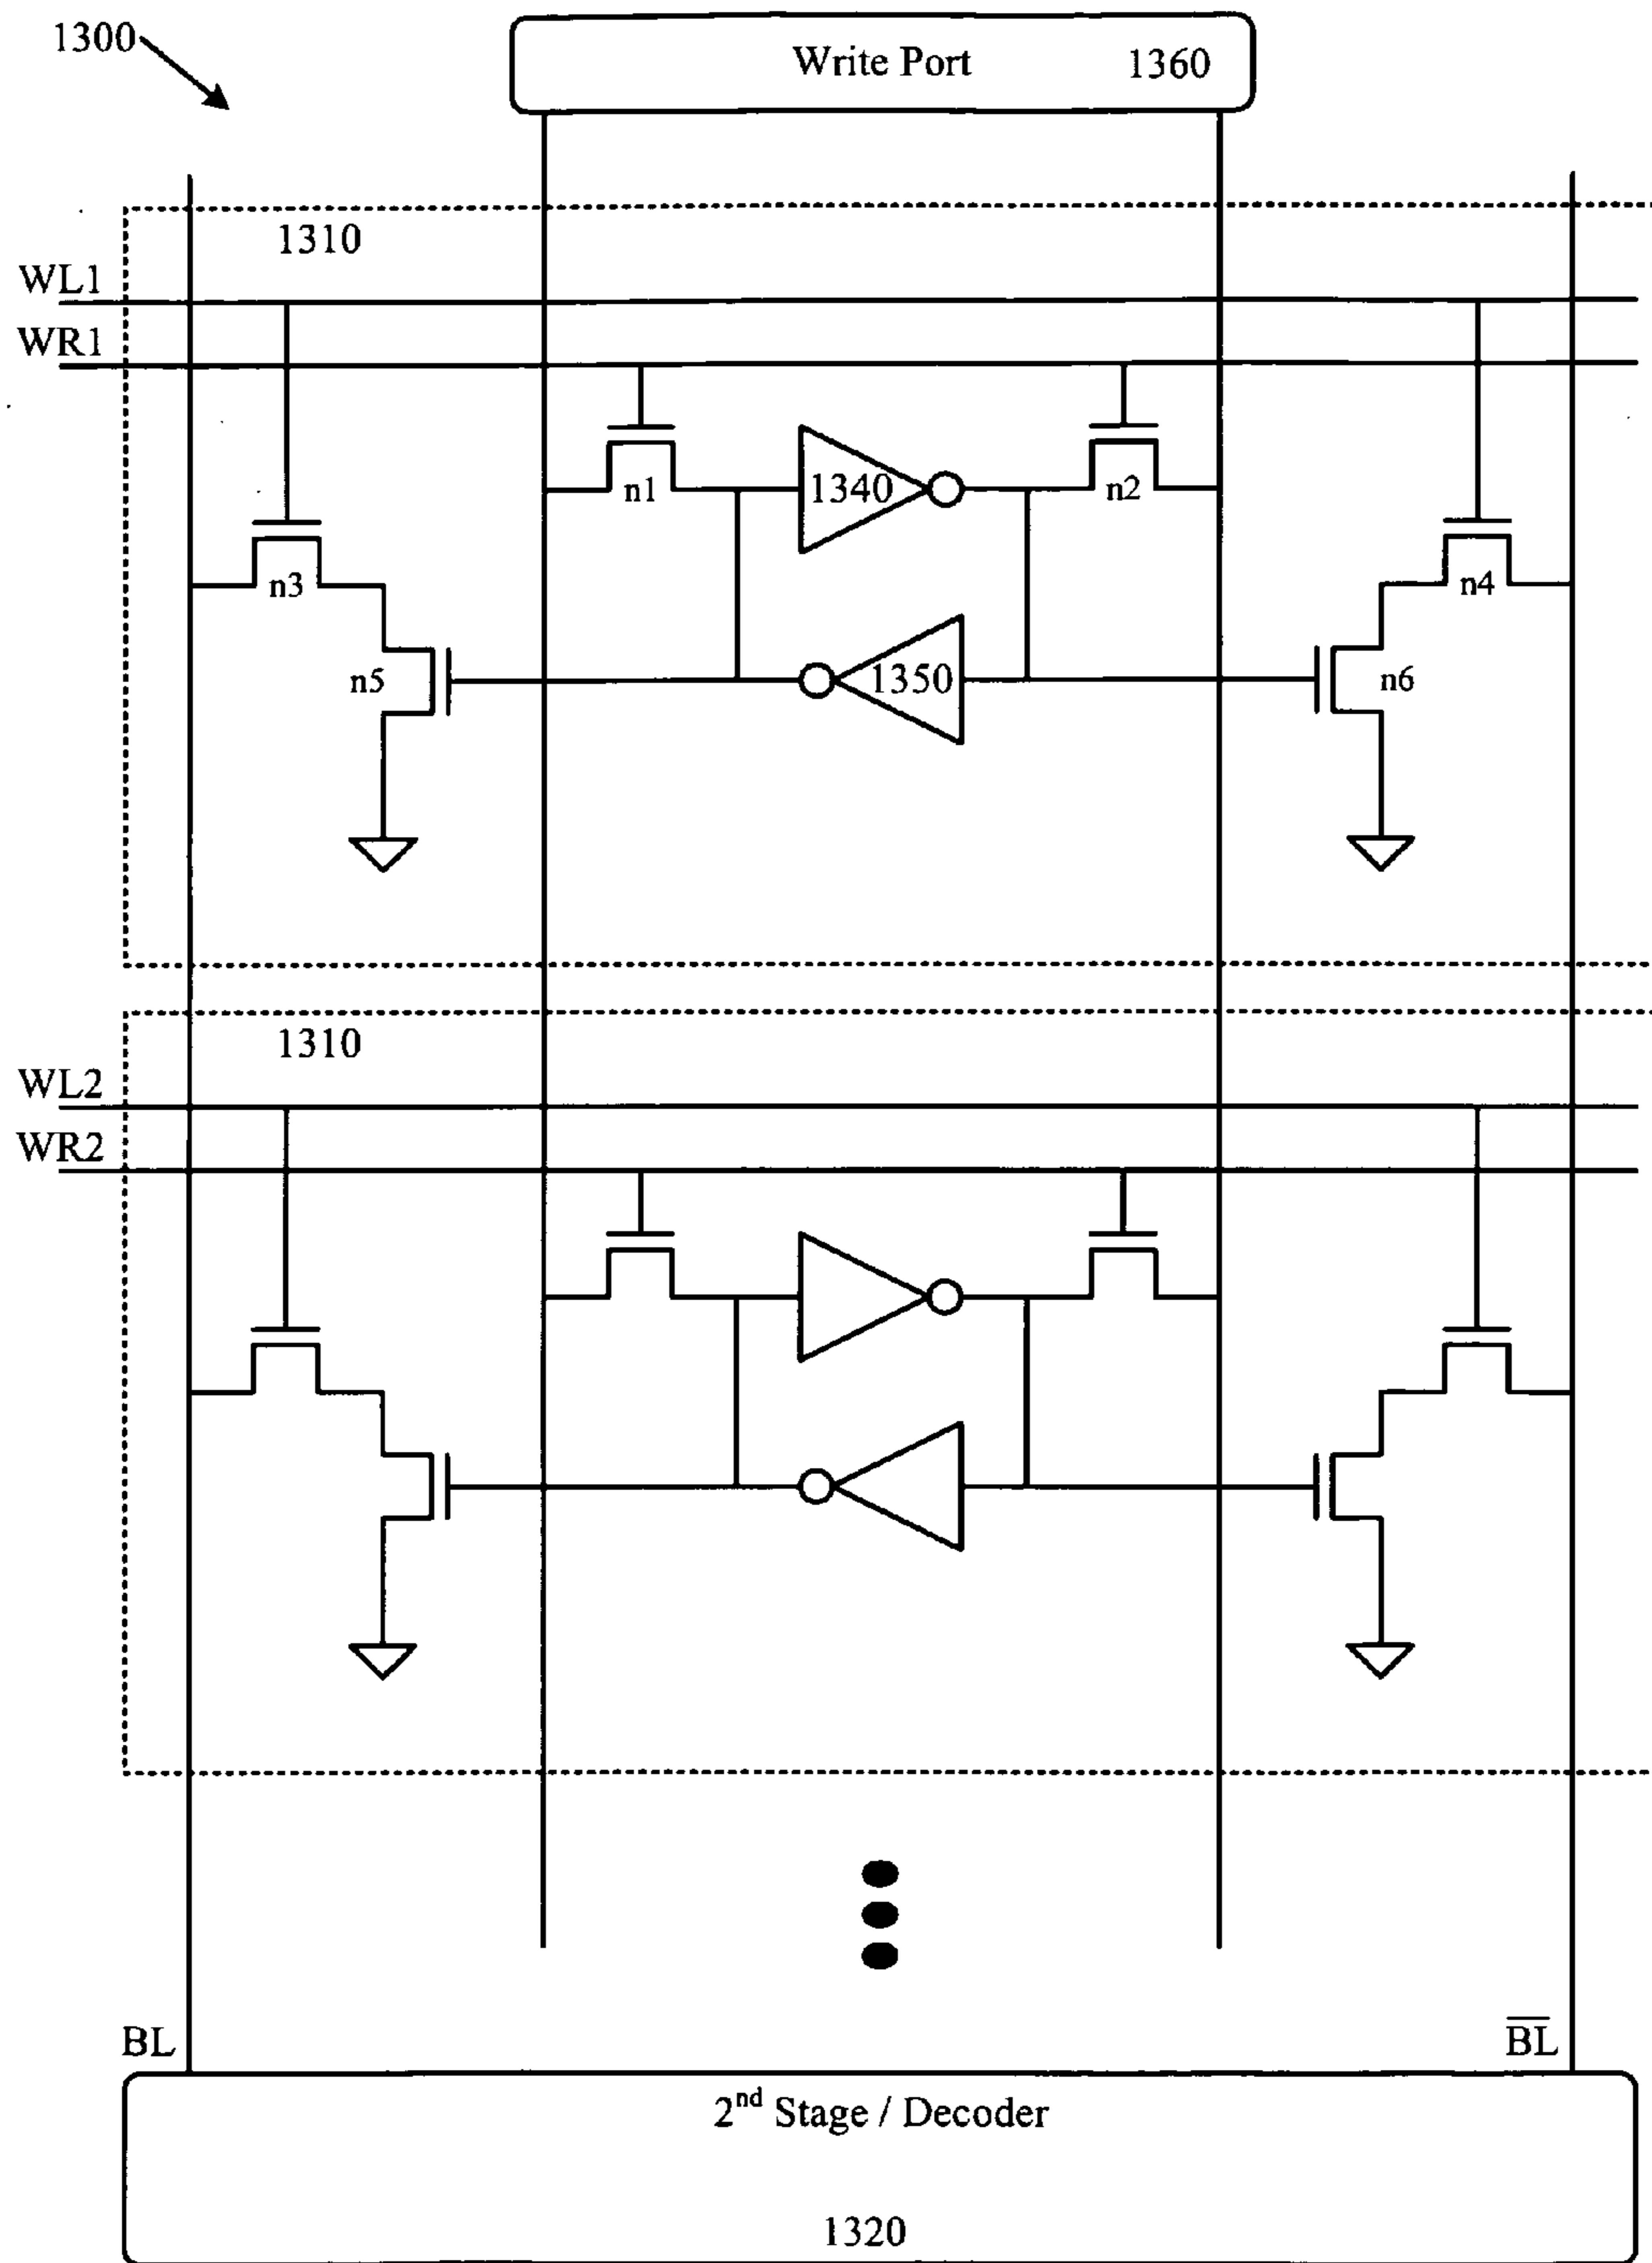 1300
Write Port 1360
1310
WL1
WR1
1340
n1
n2
n3
n4
1350
n5
n6
1310
WL2
WR2
BL
B̅L̅
2nd Stage / Decoder
1320